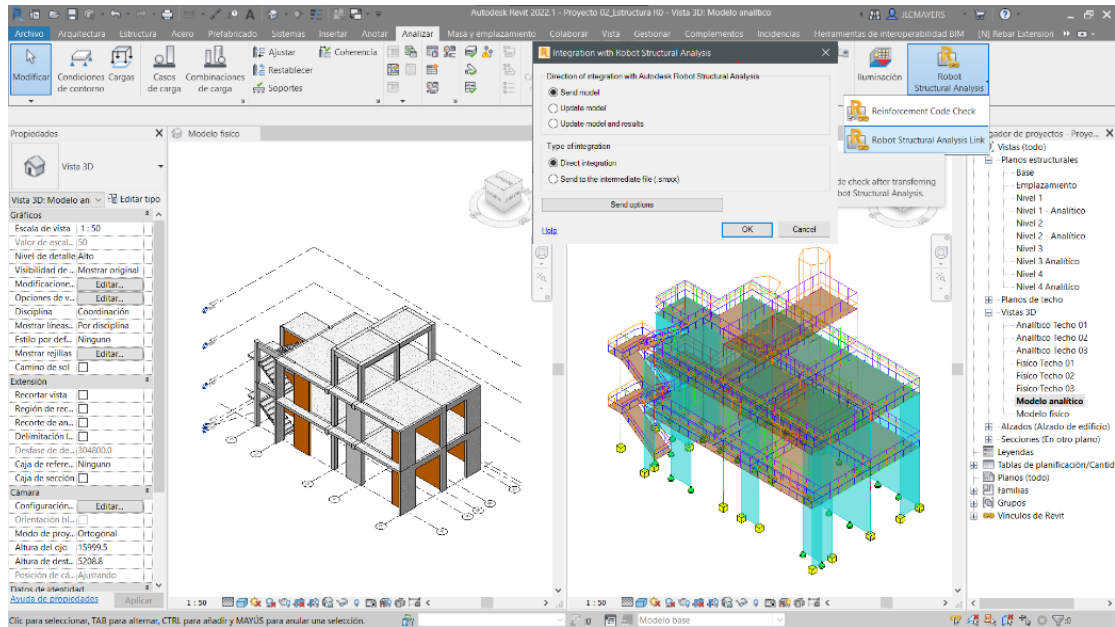 Autodesk Revit 2022.1 - Proyecto 02_Estructura R0 - Vista 3D: Modelo analítico
JLCMAYERS
Archivo Arquitectura Estructura Acero Prefabricado Sistemas Insertar Anotar Analizar Masa y emplazamiento Colaborar Vista Gestionar Complementos Incidencias Herramientas de interoperabilidad BIM [N] Rebar Extension
Modificar
Condiciones de contorno
Cargas
Casos de carga
Combinaciones de carga
Ajustar
Restablecer
Soportes
Coherencia
Iluminación
Robot Structural Analysis
Reinforcement Code Check
Robot Structural Analysis Link
de check after transferring
bot Structural Analysis.
Integration with Robot Structural Analysis
Direction of integration with Autodesk Robot Structural Analysis
Send model
Update model
Update model and results
Type of integration
Direct integration
Send to the intermediate file (.smxx)
Send options
Help
OK
Cancel
Propiedades
Vista 3D
Vista 3D: Modelo an
Editar tipo
Gráficos
Escala de vista 1 : 50
Valor de escal... 50
Nivel de detalle Alto
Visibilidad de ... Mostrar original
Modificacione... Editar...
Opciones de v... Editar...
Disciplina Coordinación
Mostrar líneas... Por disciplina
Estilo por def... Ninguno
Mostrar rejillas Editar...
Camino de sol
Extensión
Recortar vista
Región de rec...
Recorte de an...
Delimitación l...
Desfase de de... 304800.0
Caja de refere... Ninguno
Caja de sección
Cámara
Configuración... Editar...
Orientación bl...
Modo de proy... Ortogonal
Altura del ojo 15999.5
Altura de dest... 5208.8
Posición de cá... Ajustando
Datos de identidad
Ayuda de propiedades
Aplicar
Modelo físico
1 : 50
1 : 50
gador de proyectos - Proye...
Vistas (todo)
Planos estructurales
Base
Emplazamiento
Nivel 1
Nivel 1 - Analítico
Nivel 2
Nivel 2 - Analítico
Nivel 3
Nivel 3 Analítico
Nivel 4
Nivel 4 Analítico
Planos de techo
Vistas 3D
Analítico Techo 01
Analítico Techo 02
Analítico Techo 03
Físico Techo 01
Físico Techo 02
Físico Techo 03
Modelo analítico
Modelo físico
Alzados (Alzado de edificio)
Secciones (En otro plano)
Leyendas
Tablas de planificación/Cantid
Planos (todo)
Familias
Grupos
Vínculos de Revit
Clic para seleccionar, TAB para alternar, CTRL para añadir y MAYÚS para anular una selección.
:0
Modelo base
:0